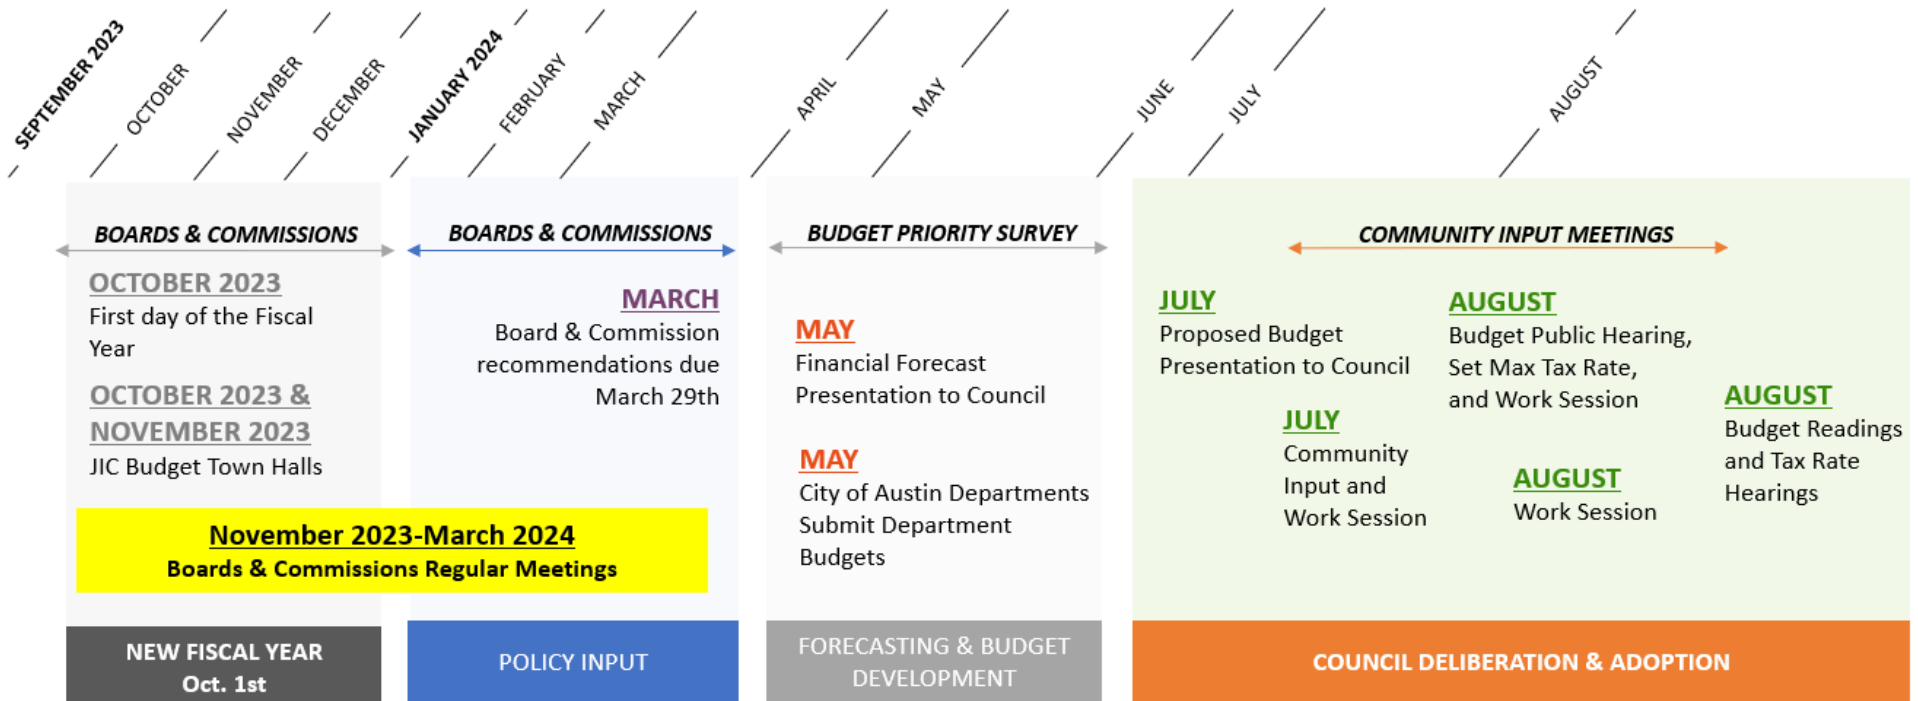 SEPTEMBER 2023
OCTOBER
NOVEMBER
DECEMBER
JANUARY 2024
FEBRUARY
MARCH
APRIL
MAY
JUNE
JULY
AUGUST
BOARDS & COMMISSIONS
OCTOBER 2023
First day of the Fiscal
Year
OCTOBER 2023 &
NOVEMBER 2023
JIC Budget Town Halls
November 2023-March 2024
Boards & Commissions Regular Meetings
NEW FISCAL YEAR
Oct. 1st
BOARDS & COMMISSIONS
MARCH
Board & Commission
recommendations due
March 29th
POLICY INPUT
BUDGET PRIORITY SURVEY
MAY
Financial Forecast
Presentation to Council
MAY
City of Austin Departments
Submit Department
Budgets
FORECASTING & BUDGET
DEVELOPMENT
COMMUNITY INPUT MEETINGS
JULY
Proposed Budget
Presentation to Council
JULY
Community
Input and
Work Session
AUGUST
Budget Public Hearing,
Set Max Tax Rate,
and Work Session
AUGUST
Work Session
AUGUST
Budget Readings
and Tax Rate
Hearings
COUNCIL DELIBERATION & ADOPTION